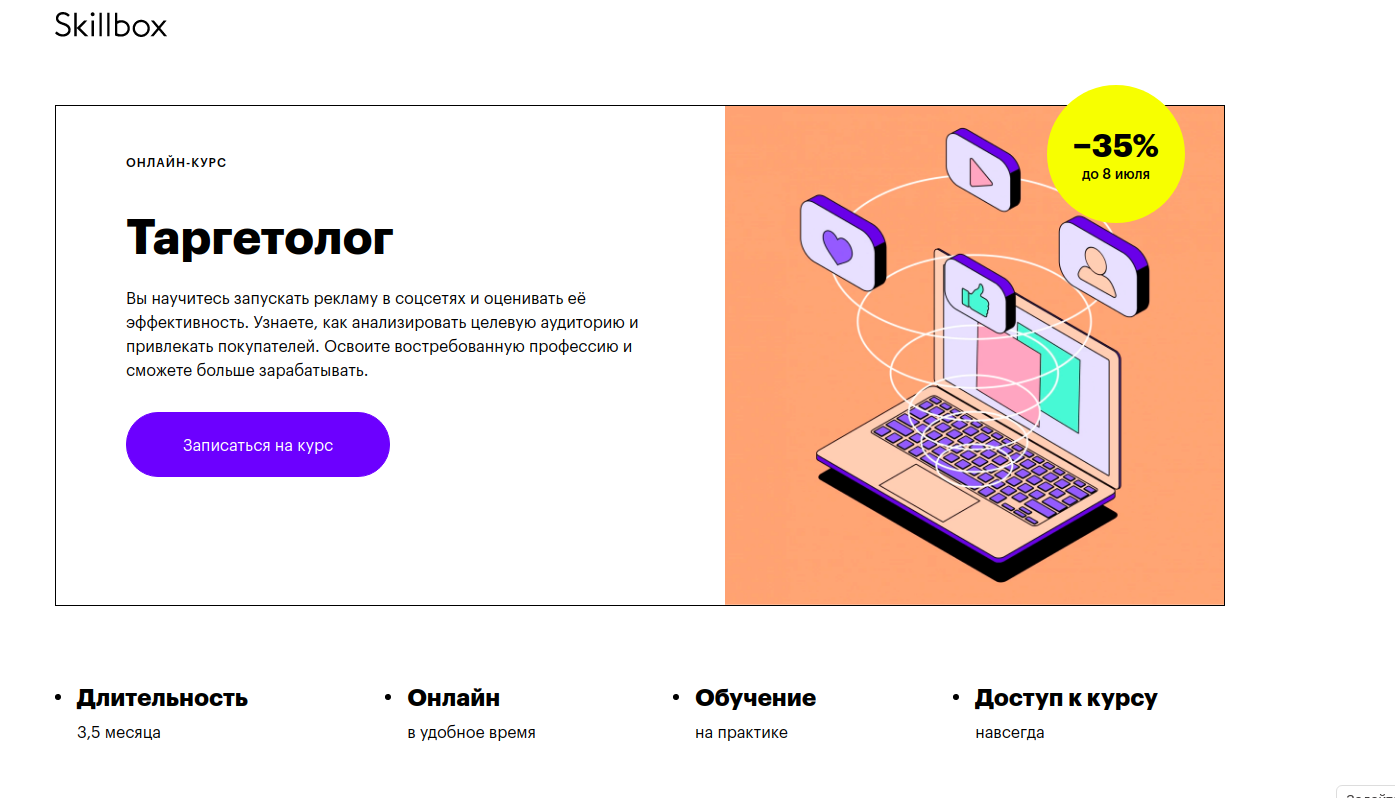 Skillbox
−35%
до 8 июля
ОНЛАЙН-КУРС
Таргетолог
Вы научитесь запускать рекламу в соцсетях и оценивать её
эффективность. Узнаете, как анализировать целевую аудиторию и
привлекать покупателей. Освоите востребованную профессию и
сможете больше зарабатывать.
Записаться на курс
Длительность
3,5 месяца
Онлайн
в удобное время
Обучение
на практике
Доступ к курсу
навсегда